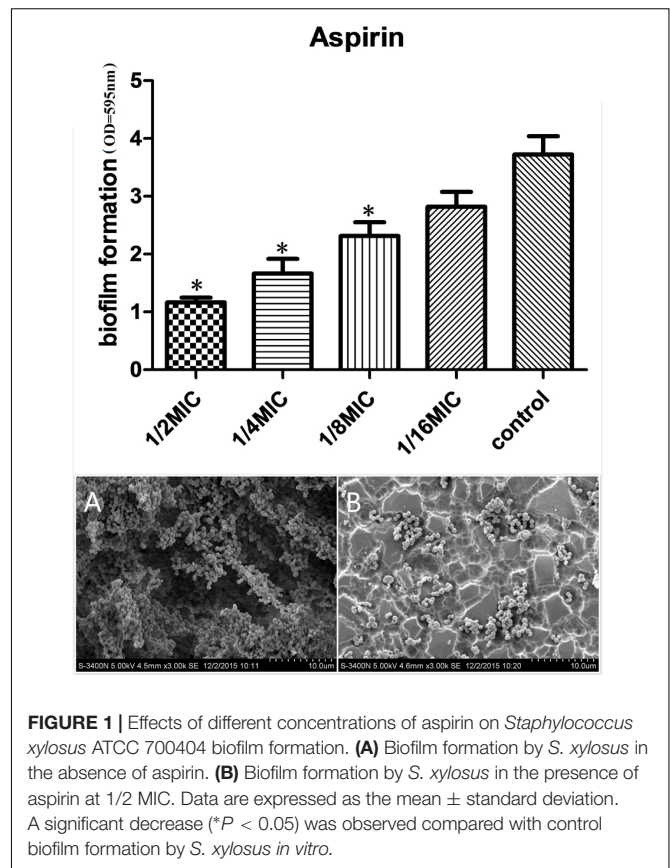 Aspirin
biofilm formation (OD=595nm)
5
4
3
2
1
0
*
*
*
1/2MIC
1/4MIC
1/8MIC
1/16MIC
control
A
S-3400N 5.00kV 4.5mm x3.00k SE 12/2/2015 10:11 10.0um
B
S-3400N 5.00kV 4.6mm x3.00k SE 12/2/2015 10:20 10.0um
FIGURE 1 | Effects of different concentrations of aspirin on Staphylococcus
xylosus ATCC 700404 biofilm formation. (A) Biofilm formation by S. xylosus in
the absence of aspirin. (B) Biofilm formation by S. xylosus in the presence of
aspirin at 1/2 MIC. Data are expressed as the mean ± standard deviation.
A significant decrease (*P < 0.05) was observed compared with control
biofilm formation by S. xylosus in vitro.